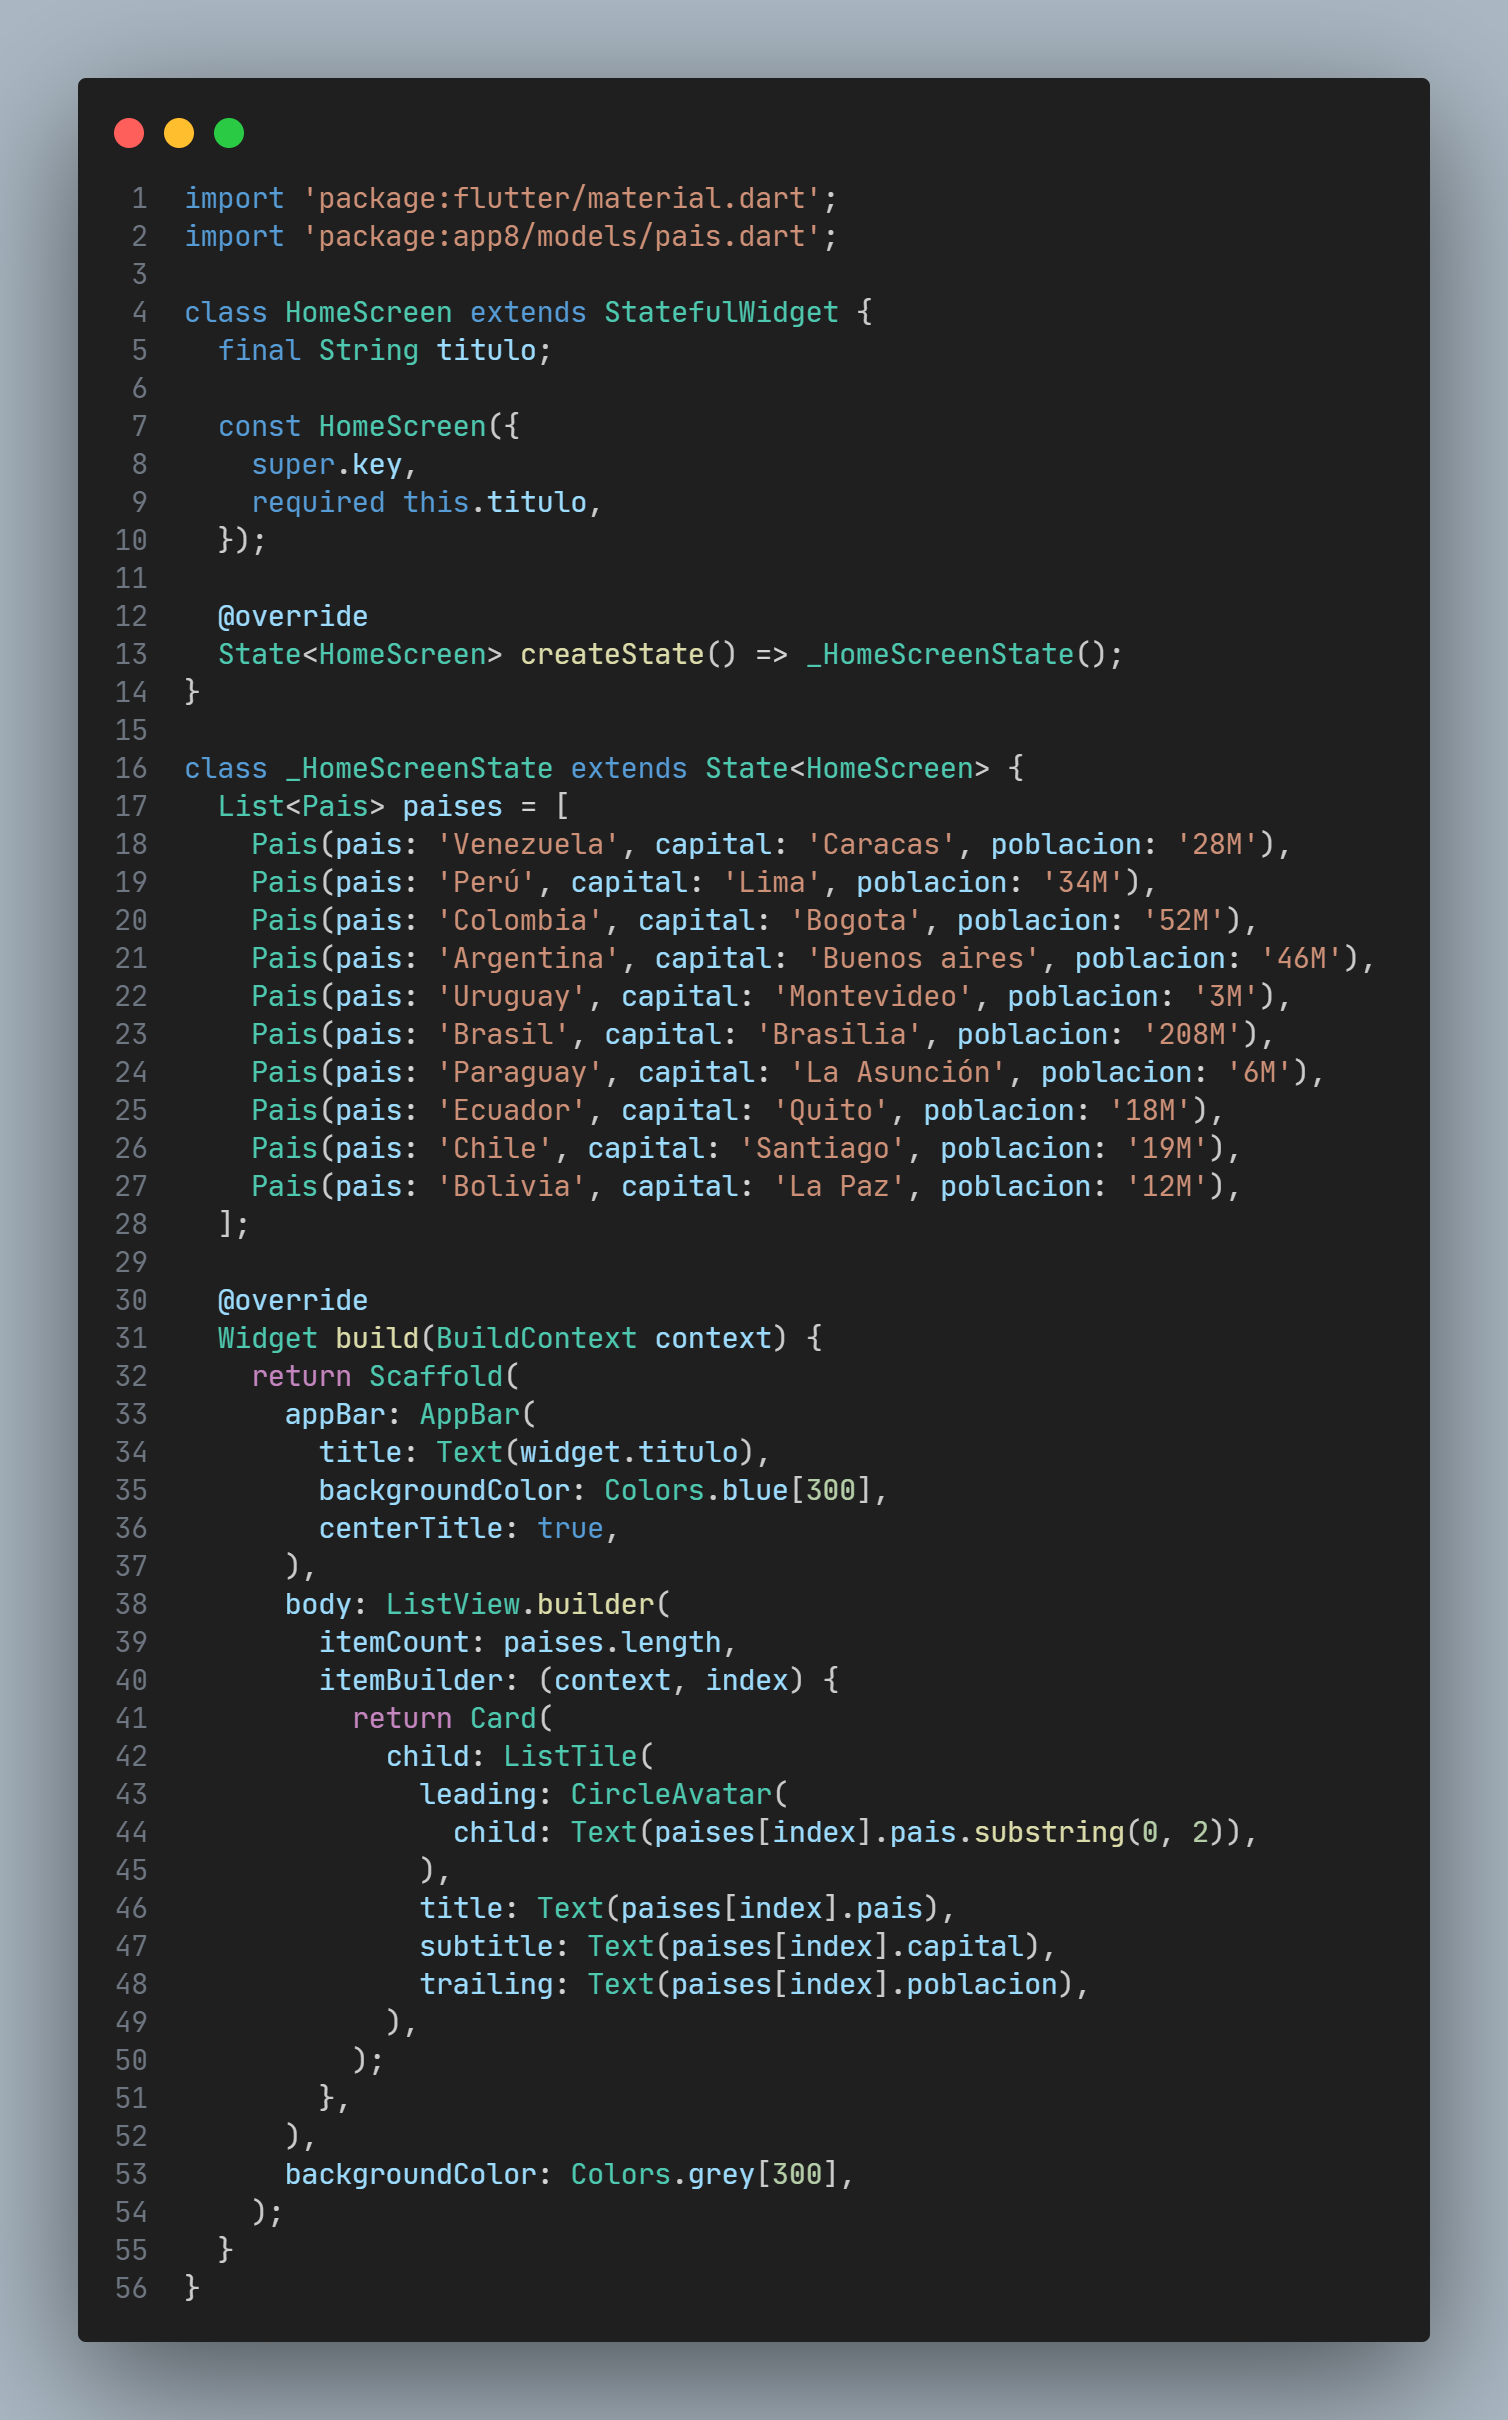 1 import 'package:flutter/material.dart';
2 import 'package:app8/models/pais.dart';
3
4 class HomeScreen extends StatefulWidget {
5   final String titulo;
6
7   const HomeScreen({
8     super.key,
9     required this.titulo,
10   });
11
12   @override
13   State<HomeScreen> createState() => _HomeScreenState();
14 }
15
16 class _HomeScreenState extends State<HomeScreen> {
17   List<Pais> paises = [
18     Pais(pais: 'Venezuela', capital: 'Caracas', poblacion: '28M'),
19     Pais(pais: 'Perú', capital: 'Lima', poblacion: '34M'),
20     Pais(pais: 'Colombia', capital: 'Bogota', poblacion: '52M'),
21     Pais(pais: 'Argentina', capital: 'Buenos aires', poblacion: '46M'),
22     Pais(pais: 'Uruguay', capital: 'Montevideo', poblacion: '3M'),
23     Pais(pais: 'Brasil', capital: 'Brasilia', poblacion: '208M'),
24     Pais(pais: 'Paraguay', capital: 'La Asunción', poblacion: '6M'),
25     Pais(pais: 'Ecuador', capital: 'Quito', poblacion: '18M'),
26     Pais(pais: 'Chile', capital: 'Santiago', poblacion: '19M'),
27     Pais(pais: 'Bolivia', capital: 'La Paz', poblacion: '12M'),
28   ];
29
30   @override
31   Widget build(BuildContext context) {
32     return Scaffold(
33       appBar: AppBar(
34         title: Text(widget.titulo),
35         backgroundColor: Colors.blue[300],
36         centerTitle: true,
37       ),
38       body: ListView.builder(
39         itemCount: paises.length,
40         itemBuilder: (context, index) {
41           return Card(
42             child: ListTile(
43               leading: CircleAvatar(
44                 child: Text(paises[index].pais.substring(0, 2)),
45               ),
46               title: Text(paises[index].pais),
47               subtitle: Text(paises[index].capital),
48               trailing: Text(paises[index].poblacion),
49             ),
50           );
51         },
52       ),
53       backgroundColor: Colors.grey[300],
54     );
55   }
56 }